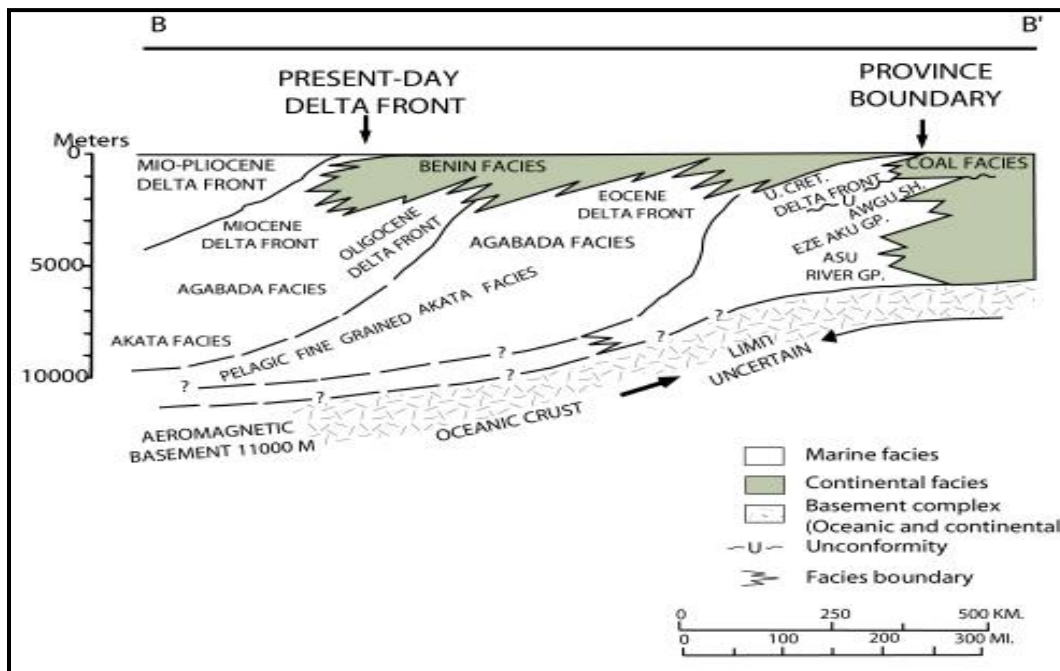 B B'
PRESENT-DAY
DELTA FRONT
PROVINCE
BOUNDARY
Meters
0
5000
10000
MIO-PLIOCENE
DELTA FRONT
BENIN FACIES
COAL FACIES
MIOCENE
DELTA FRONT
OLIGOCENE
DELTA FRONT
EOCENE
DELTA FRONT
U. CRET.
DELTA FRONT
U
AWGU SH.
EZE AKU GP.
ASU
RIVER GP.
AGABADA FACIES
AGABADA FACIES
AKATA FACIES
PELAGIC FINE GRAINED AKATA FACIES
? ? ? ? ? ?
LIMIT
UNCERTAIN
OCEANIC CRUST
AEROMAGNETIC
BASEMENT 11000 M
Marine facies
Continental facies
Basement complex
(Oceanic and continental
U Unconformity
Facies boundary
0 250 500 KM.
0 100 200 300 MI.